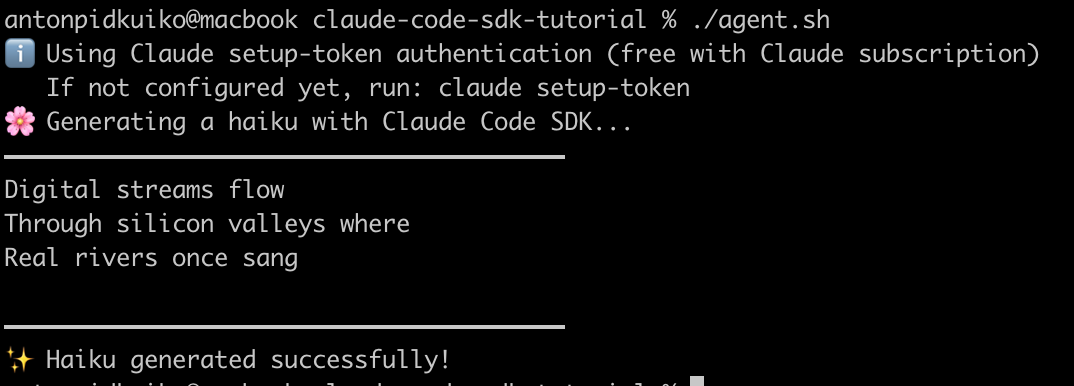 antonpidkuiko@macbook claude-code-sdk-tutorial % ./agent.sh
ℹ️ Using Claude setup-token authentication (free with Claude subscription)
If not configured yet, run: claude setup-token
🌸 Generating a haiku with Claude Code SDK...
Digital streams flow
Through silicon valleys where
Real rivers once sang
✨ Haiku generated successfully!